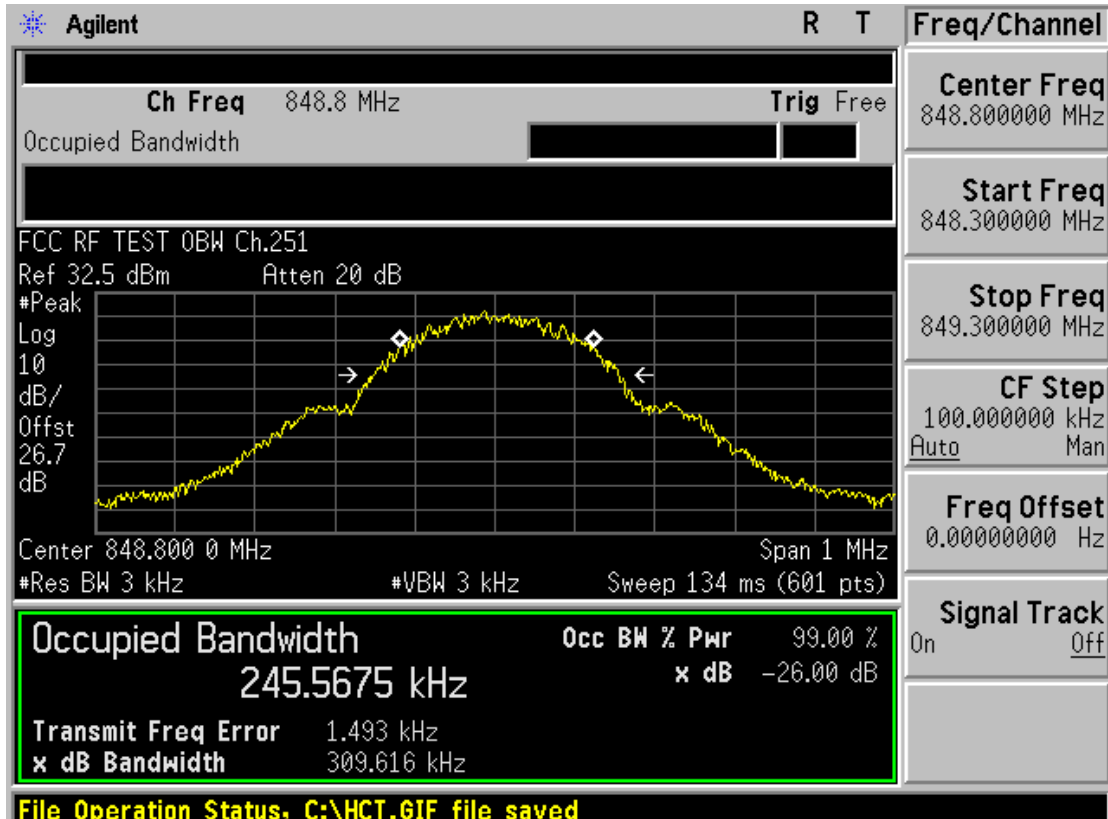 Agilent R T
Ch Freq 848.8 MHz Trig Free
Occupied Bandwidth
FCC RF TEST OBW Ch.251
Ref 32.5 dBm Atten 20 dB
#Peak
Log
10
dB/
Offst
26.7
dB
Center 848.800 0 MHz Span 1 MHz
#Res BW 3 kHz #VBW 3 kHz Sweep 134 ms (601 pts)
Occupied Bandwidth
245.5675 kHz
Occ BW % Pwr 99.00 %
x dB -26.00 dB
Transmit Freq Error 1.493 kHz
x dB Bandwidth 309.616 kHz
File Operation Status, C:\HCT.GIF file saved
Freq/Channel
Center Freq
848.800000 MHz
Start Freq
848.300000 MHz
Stop Freq
849.300000 MHz
CF Step
100.000000 kHz
Auto Man
Freq Offset
0.00000000 Hz
Signal Track
On Off